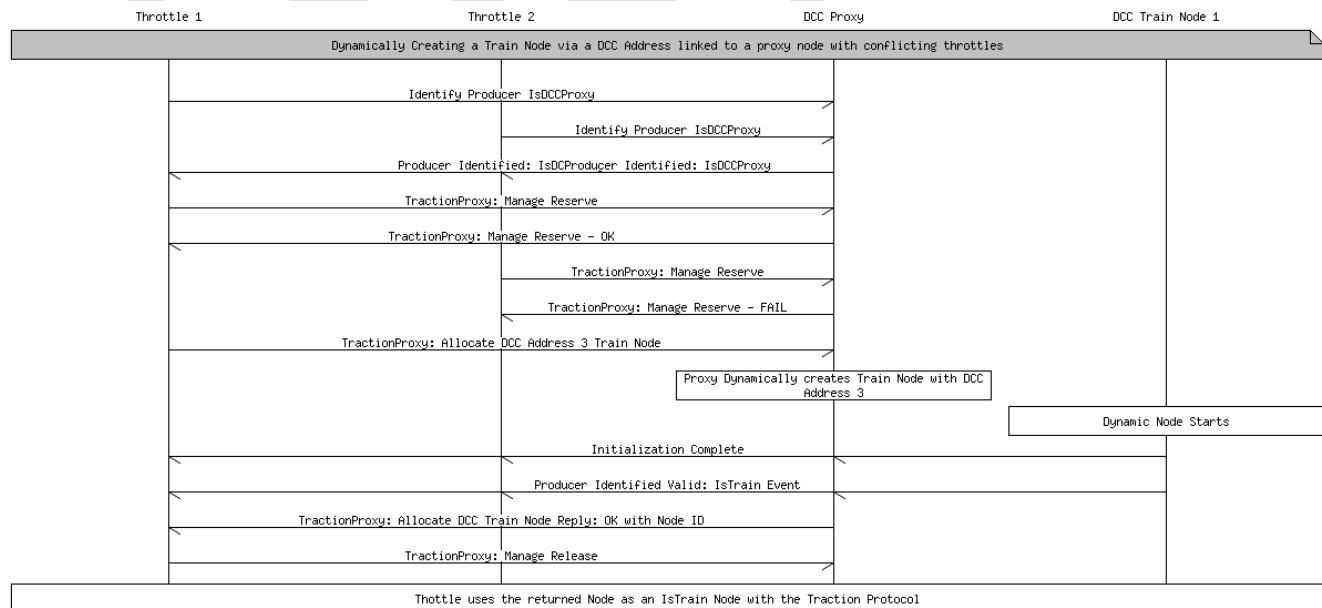 Throttle 1 Throttle 2 DCC Proxy DCC Train Node 1
Dynamically Creating a Train Node via a DCC Address linked to a proxy node with conflicting throttles
Identify Producer IsDCCProxy
Identify Producer IsDCCProxy
Producer Identified: IsDCProducer Identified: IsDCCProxy
TractionProxy: Manage Reserve
TractionProxy: Manage Reserve – OK
TractionProxy: Manage Reserve
TractionProxy: Manage Reserve – FAIL
TractionProxy: Allocate DCC Address 3 Train Node
Proxy Dynamically creates Train Node with DCC
Address 3
Dynamic Node Starts
Initialization Complete
Producer Identified Valid: IsTrain Event
TractionProxy: Allocate DCC Train Node Reply: OK with Node ID
TractionProxy: Manage Release
Thottle uses the returned Node as an IsTrain Node with the Traction Protocol